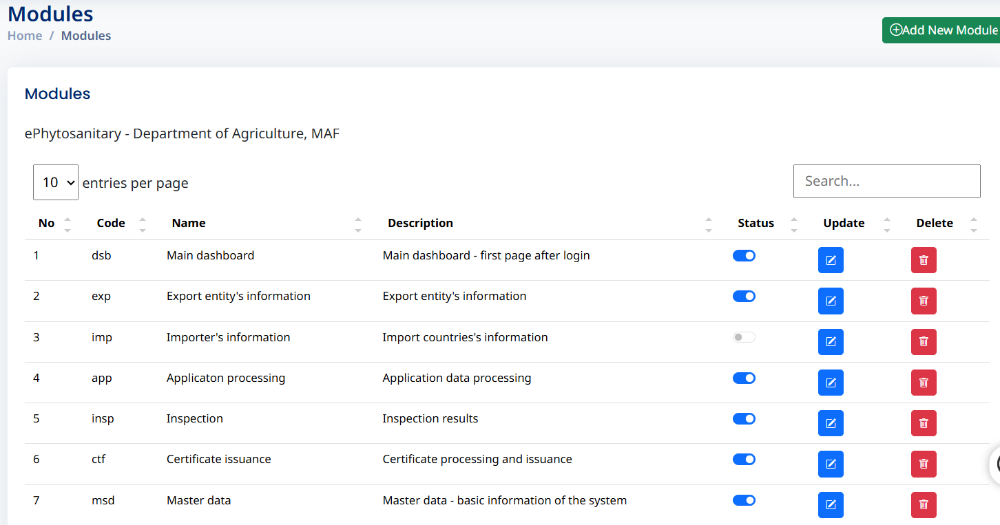 Modules
Home / Modules
Add New Module
Modules
ePhytosanitary - Department of Agriculture, MAF
10 entries per page
Search...
No Code Name Description Status Update Delete
1 dsb Main dashboard Main dashboard - first page after login
2 exp Export entity's information Export entity's information
3 imp Importer's information Import countries's information
4 app Applicaton processing Application data processing
5 insp Inspection Inspection results
6 ctf Certificate issuance Certificate processing and issuance
7 msd Master data Master data - basic information of the system